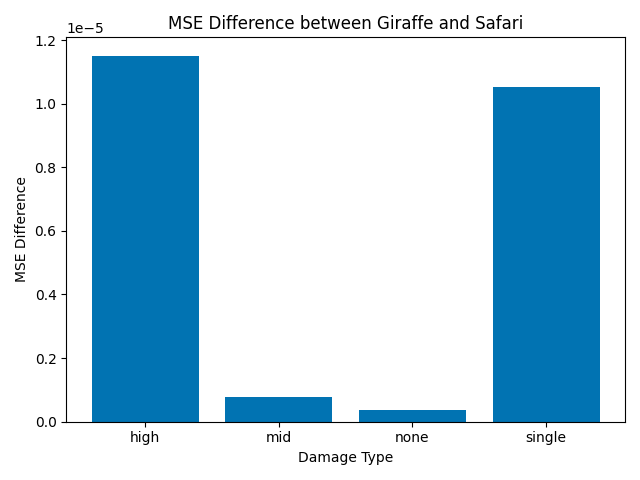 MSE Difference between Giraffe and Safari
1e−5
1.2
1.0
0.8
0.6
0.4
0.2
0.0
MSE Difference
high mid none single
Damage Type